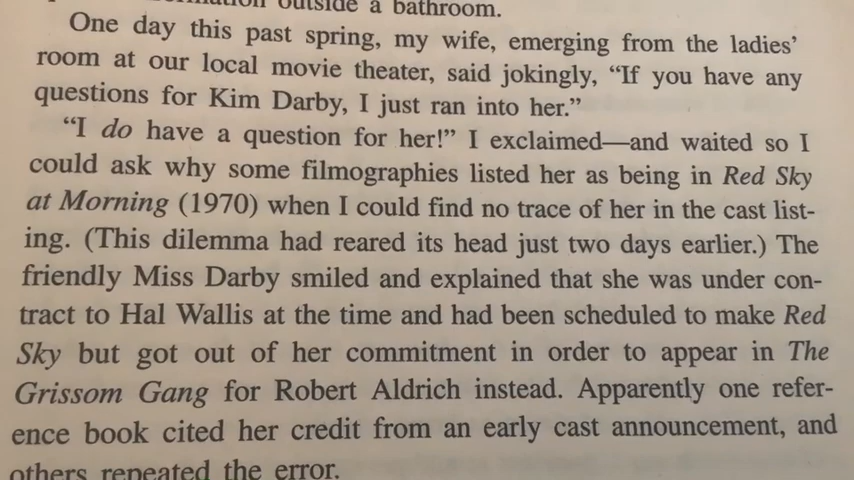 outside a bathroom.
One day this past spring, my wife, emerging from the ladies’
room at our local movie theater, said jokingly, “If you have any
questions for Kim Darby, I just ran into her.”
“I do have a question for her!” I exclaimed—and waited so I
could ask why some filmographies listed her as being in Red Sky
at Morning (1970) when I could find no trace of her in the cast list-
ing. (This dilemma had reared its head just two days earlier.) The
friendly Miss Darby smiled and explained that she was under con-
tract to Hal Wallis at the time and had been scheduled to make Red
Sky but got out of her commitment in order to appear in The
Grissom Gang for Robert Aldrich instead. Apparently one refer-
ence book cited her credit from an early cast announcement, and
others repeated the error.